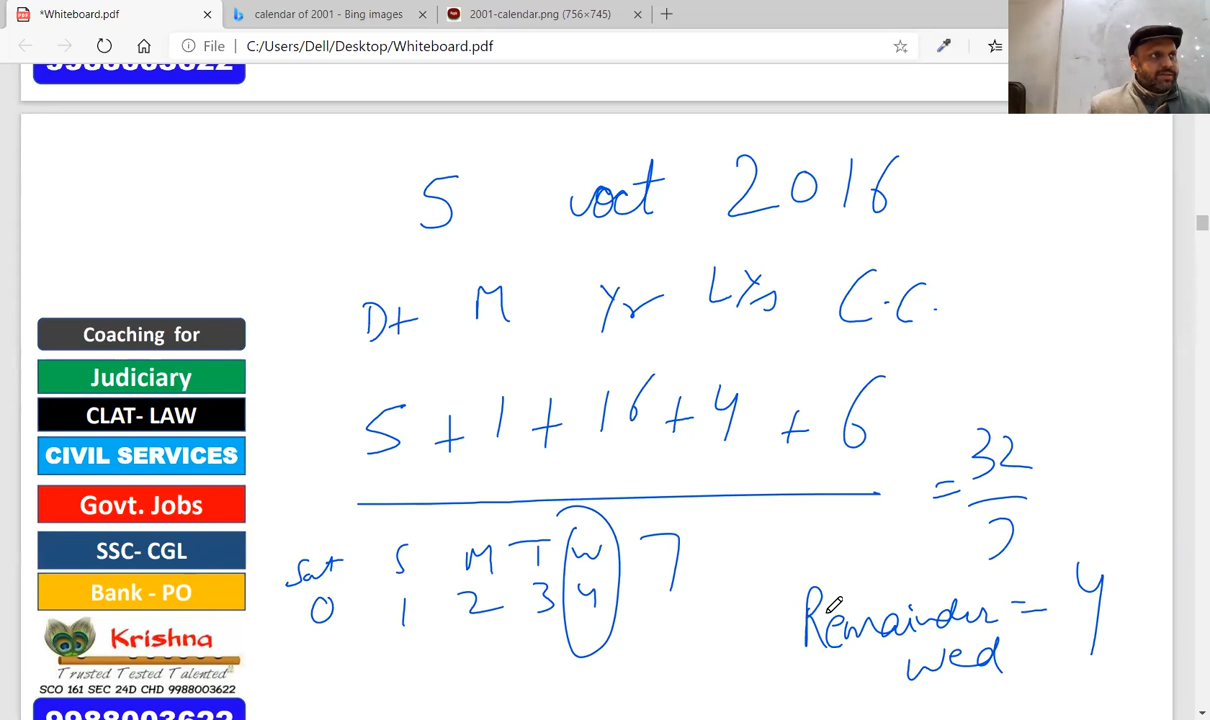 *Whiteboard.pdf
calendar of 2001 - Bing images
2001-calendar.png (756×745)
File
C:/Users/Dell/Desktop/Whiteboard.pdf
9988003622
5 oct 2016
Dt M Yr LYs C.C.
5 + 1 + 16 + 4 + 6
= 32
7
Sat S M T W
0 1 2 3 4
7
Remainder = 4
wed
Coaching for
Judiciary
CLAT- LAW
CIVIL SERVICES
Govt. Jobs
SSC- CGL
Bank - PO
Krishna
Trusted Tested Talented
SCO 161 SEC 24D CHD 9988003622
9988003622